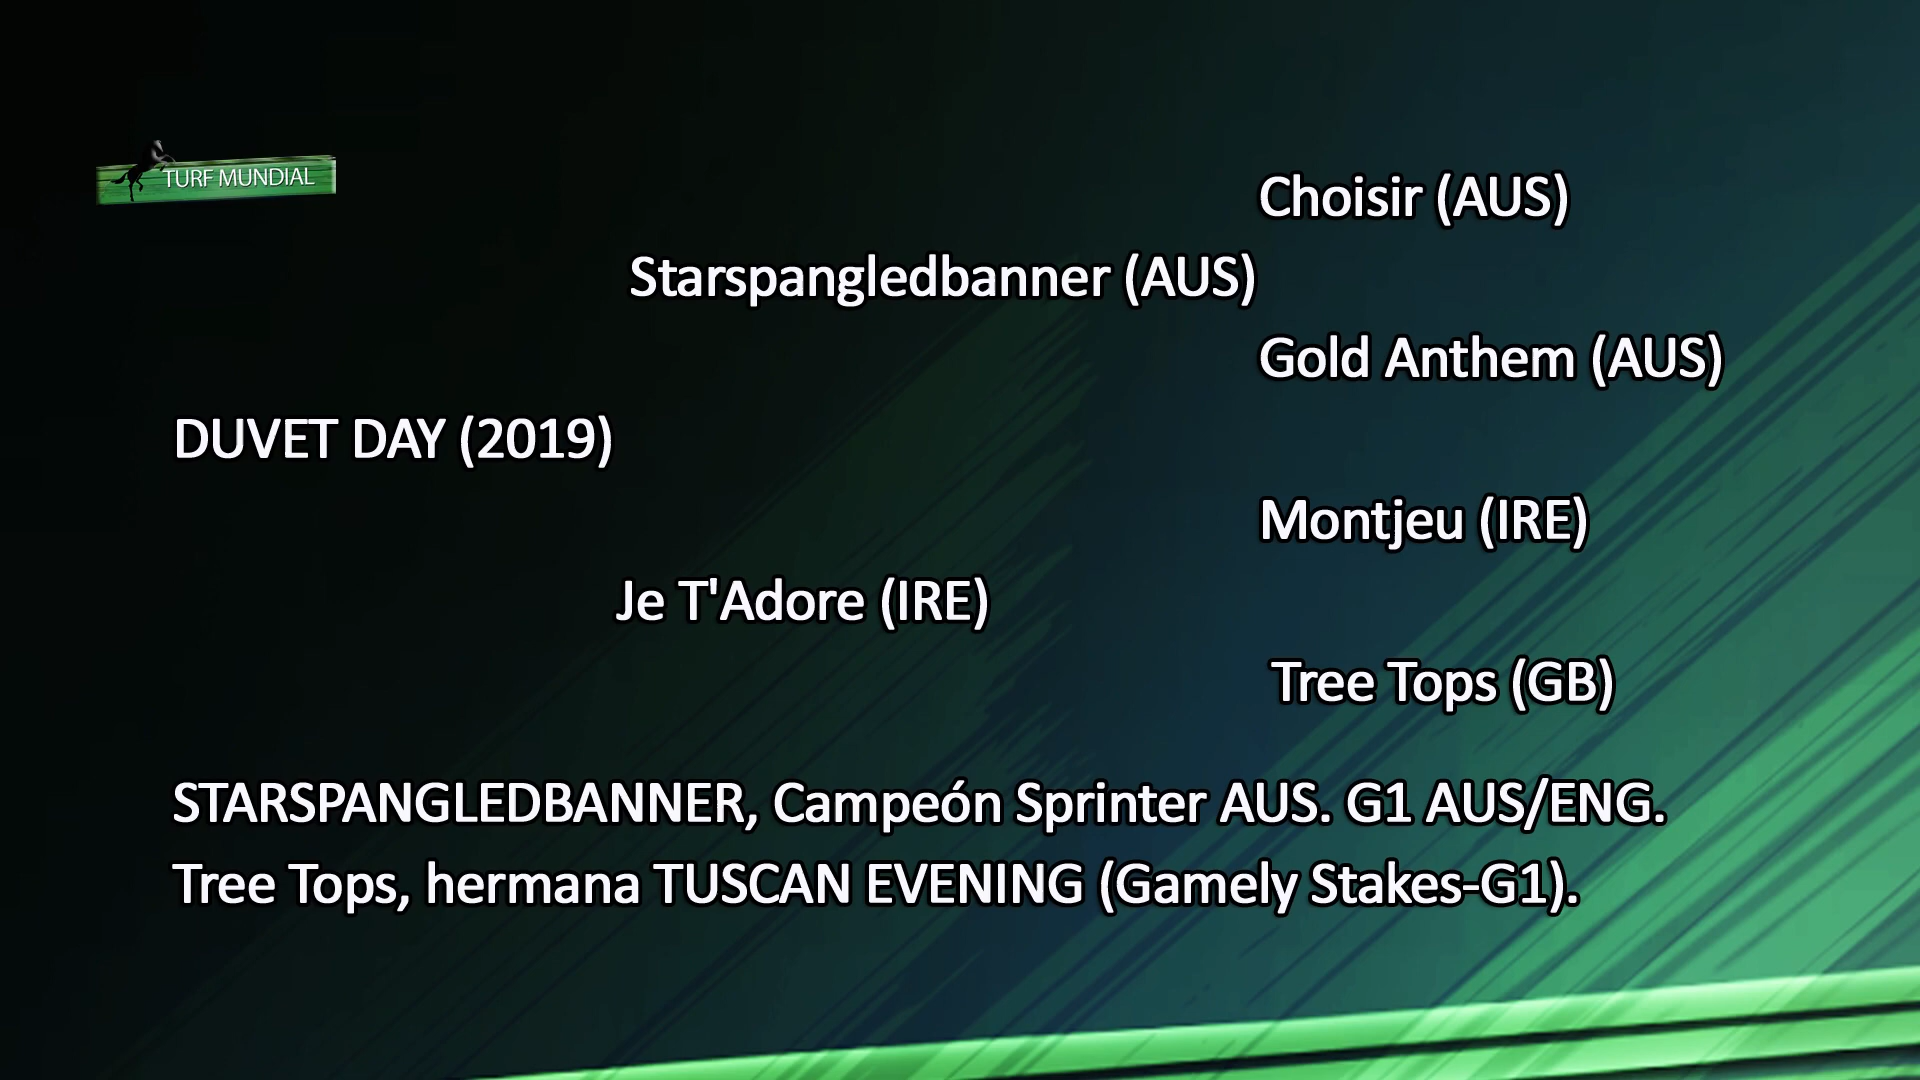 TURF MUNDIAL
Choisir (AUS)
Starspangledbanner (AUS)
Gold Anthem (AUS)
DUVET DAY (2019)
Montjeu (IRE)
Je T'Adore (IRE)
Tree Tops (GB)
STARSPANGLEDBANNER, Campeón Sprinter AUS. G1 AUS/ENG.
Tree Tops, hermana TUSCAN EVENING (Gamely Stakes-G1).